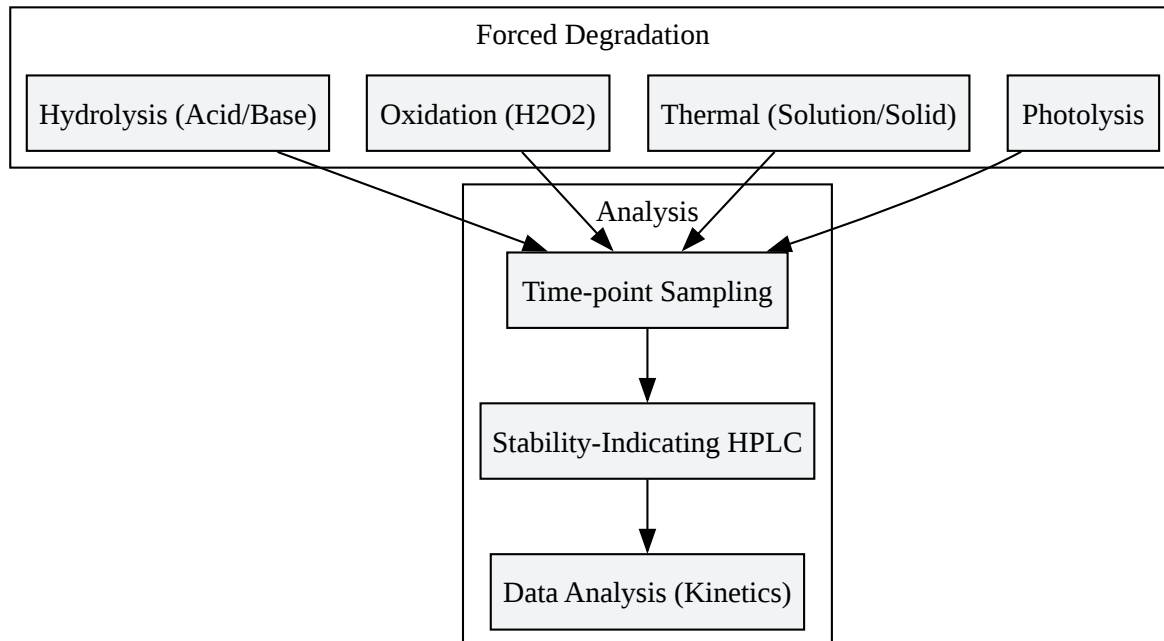 Forced Degradation
Hydrolysis (Acid/Base)
Oxidation (H2O2)
Thermal (Solution/Solid)
Photolysis
Analysis
Time-point Sampling
Stability-Indicating HPLC
Data Analysis (Kinetics)